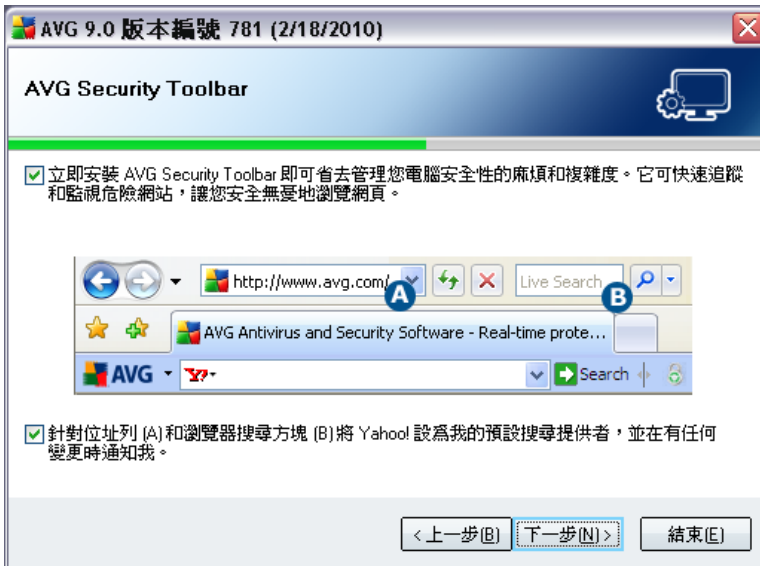 AVG 9.0 版本編號 781 (2/18/2010)
AVG Security Toolbar
立即安裝 AVG Security Toolbar 即可省去管理您電腦安全性的麻煩和複雜度。它可快速追蹤
和監視危險網站，讓您安全無憂地瀏覽網頁。
http://www.avg.com/
A
Live Search
B
AVG Antivirus and Security Software - Real-time prote...
AVG
Y?
Search
針對位址列 (A)和瀏覽器搜尋方塊 (B)將 Yahoo! 設為我的預設搜尋提供者，並在有任何
變更時通知我。
<上一步(B)
下一步(N)>
結束(E)